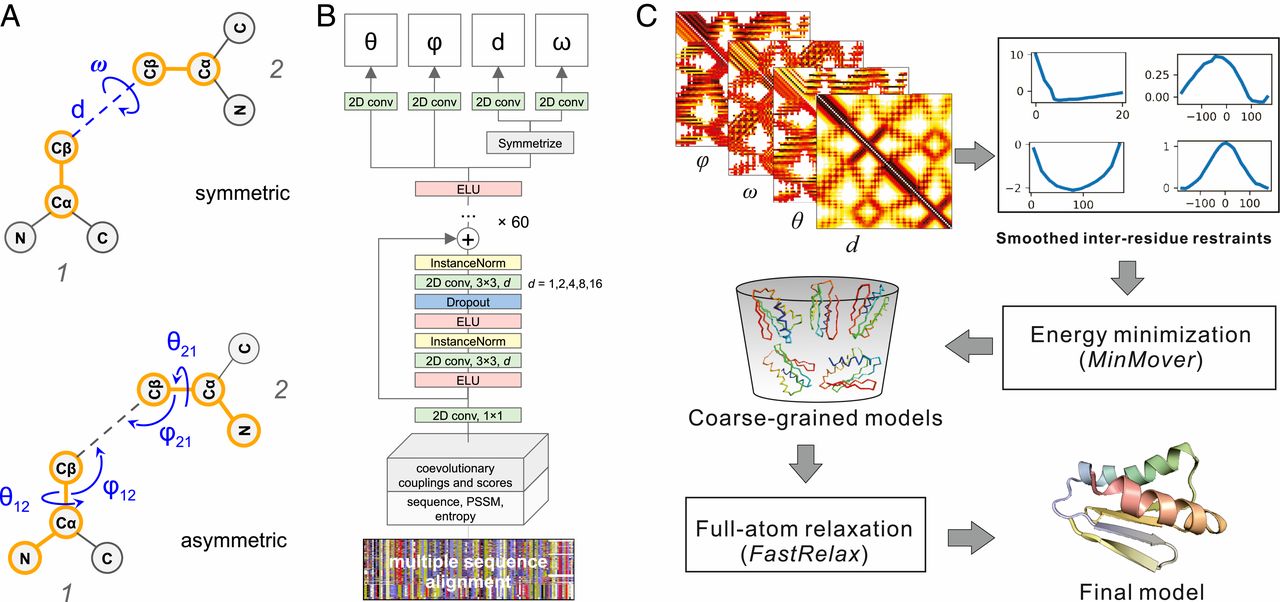 A
C
Cβ
Cα
2
ω
N
d
Cβ
Cα
symmetric
N
C
1
θ21
C
Cβ
Cα
2
N
φ21
Cβ
φ12
θ12
Cα
asymmetric
N
C
1
B
θ
φ
d
ω
2D conv
2D conv
2D conv
2D conv
Symmetrize
ELU
...
× 60
+
InstanceNorm
2D conv, 3×3, d
d = 1,2,4,8,16
Dropout
ELU
InstanceNorm
2D conv, 3×3, d
ELU
2D conv, 1×1
coevolutionary
couplings and scores
sequence, PSSM,
entropy
multiple sequence
alignment
C
φ
ω
θ
d
10
0
0
20
0.25
0.00
−100
0
100
0
−2
0
100
1
0
−100
0
100
Smoothed inter-residue restraints
Energy minimization
(MinMover)
Coarse-grained models
Full-atom relaxation
(FastRelax)
Final model